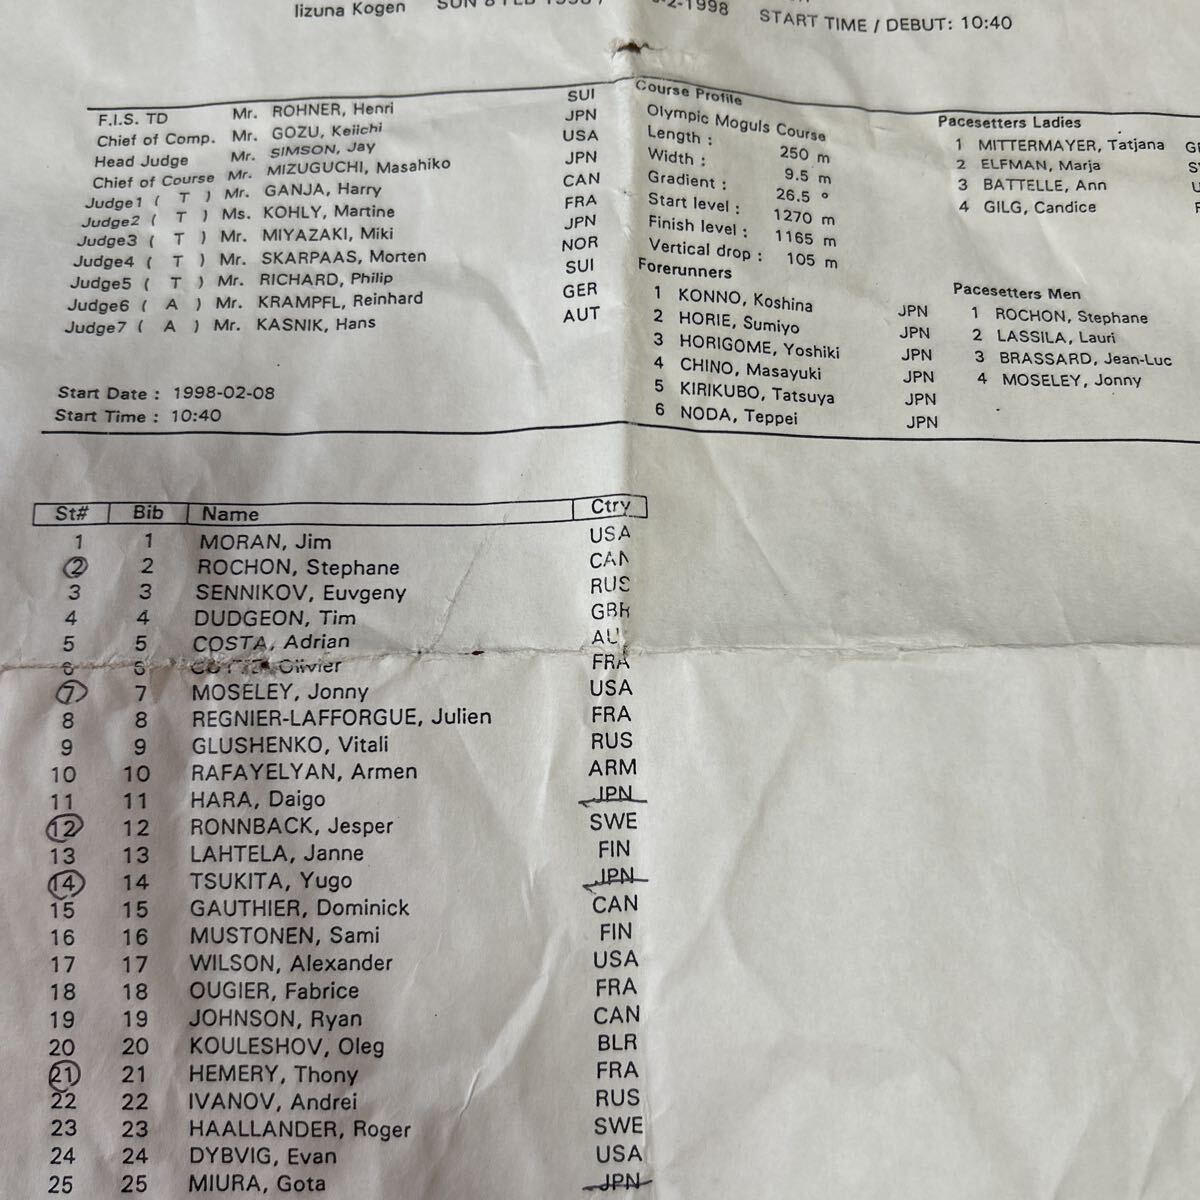 Iizuna Kogen SUN 8 FEB 1998 / -2-1998 START TIME / DEBUT: 10:40
F.I.S. TD Mr. ROHNER, Henri SUI
Chief of Comp. Mr. GOZU, Keiichi JPN
Head Judge Mr. SIMSON, Jay USA
Chief of Course Mr. MIZUGUCHI, Masahiko JPN
Judge1 ( T ) Mr. GANJA, Harry CAN
Judge2 ( T ) Ms. KOHLY, Martine FRA
Judge3 ( T ) Mr. MIYAZAKI, Miki JPN
Judge4 ( T ) Mr. SKARPAAS, Morten NOR
Judge5 ( T ) Mr. RICHARD, Philip SUI
Judge6 ( A ) Mr. KRAMPFL, Reinhard GER
Judge7 ( A ) Mr. KASNIK, Hans AUT
Start Date : 1998-02-08
Start Time : 10:40
Course Profile
Olympic Moguls Course
Length : 250 m
Width : 9.5 m
Gradient : 26.5 °
Start level : 1270 m
Finish level : 1165 m
Vertical drop : 105 m
Forerunners
1 KONNO, Koshina JPN
2 HORIE, Sumiyo JPN
3 HORIGOME, Yoshiki JPN
4 CHINO, Masayuki JPN
5 KIRIKUBO, Tatsuya JPN
6 NODA, Teppei JPN
Pacesetters Ladies
1 MITTERMAYER, Tatjana
2 ELFMAN, Marja
3 BATTELLE, Ann
4 GILG, Candice
Pacesetters Men
1 ROCHON, Stephane
2 LASSILA, Lauri
3 BRASSARD, Jean-Luc
4 MOSELEY, Jonny
St# Bib Name Ctry
1 1 MORAN, Jim USA
2 2 ROCHON, Stephane CAN
3 3 SENNIKOV, Euvgeny RUS
4 4 DUDGEON, Tim GBR
5 5 COSTA, Adrian AU
6 6 Olivier FRA
7 7 MOSELEY, Jonny USA
8 8 REGNIER-LAFFORGUE, Julien FRA
9 9 GLUSHENKO, Vitali RUS
10 10 RAFAYELYAN, Armen ARM
11 11 HARA, Daigo JPN
12 12 RONNBACK, Jesper SWE
13 13 LAHTELA, Janne FIN
14 14 TSUKITA, Yugo JPN
15 15 GAUTHIER, Dominick CAN
16 16 MUSTONEN, Sami FIN
17 17 WILSON, Alexander USA
18 18 OUGIER, Fabrice FRA
19 19 JOHNSON, Ryan CAN
20 20 KOULESHOV, Oleg BLR
21 21 HEMERY, Thony FRA
22 22 IVANOV, Andrei RUS
23 23 HAALLANDER, Roger SWE
24 24 DYBVIG, Evan USA
25 25 MIURA, Gota JPN